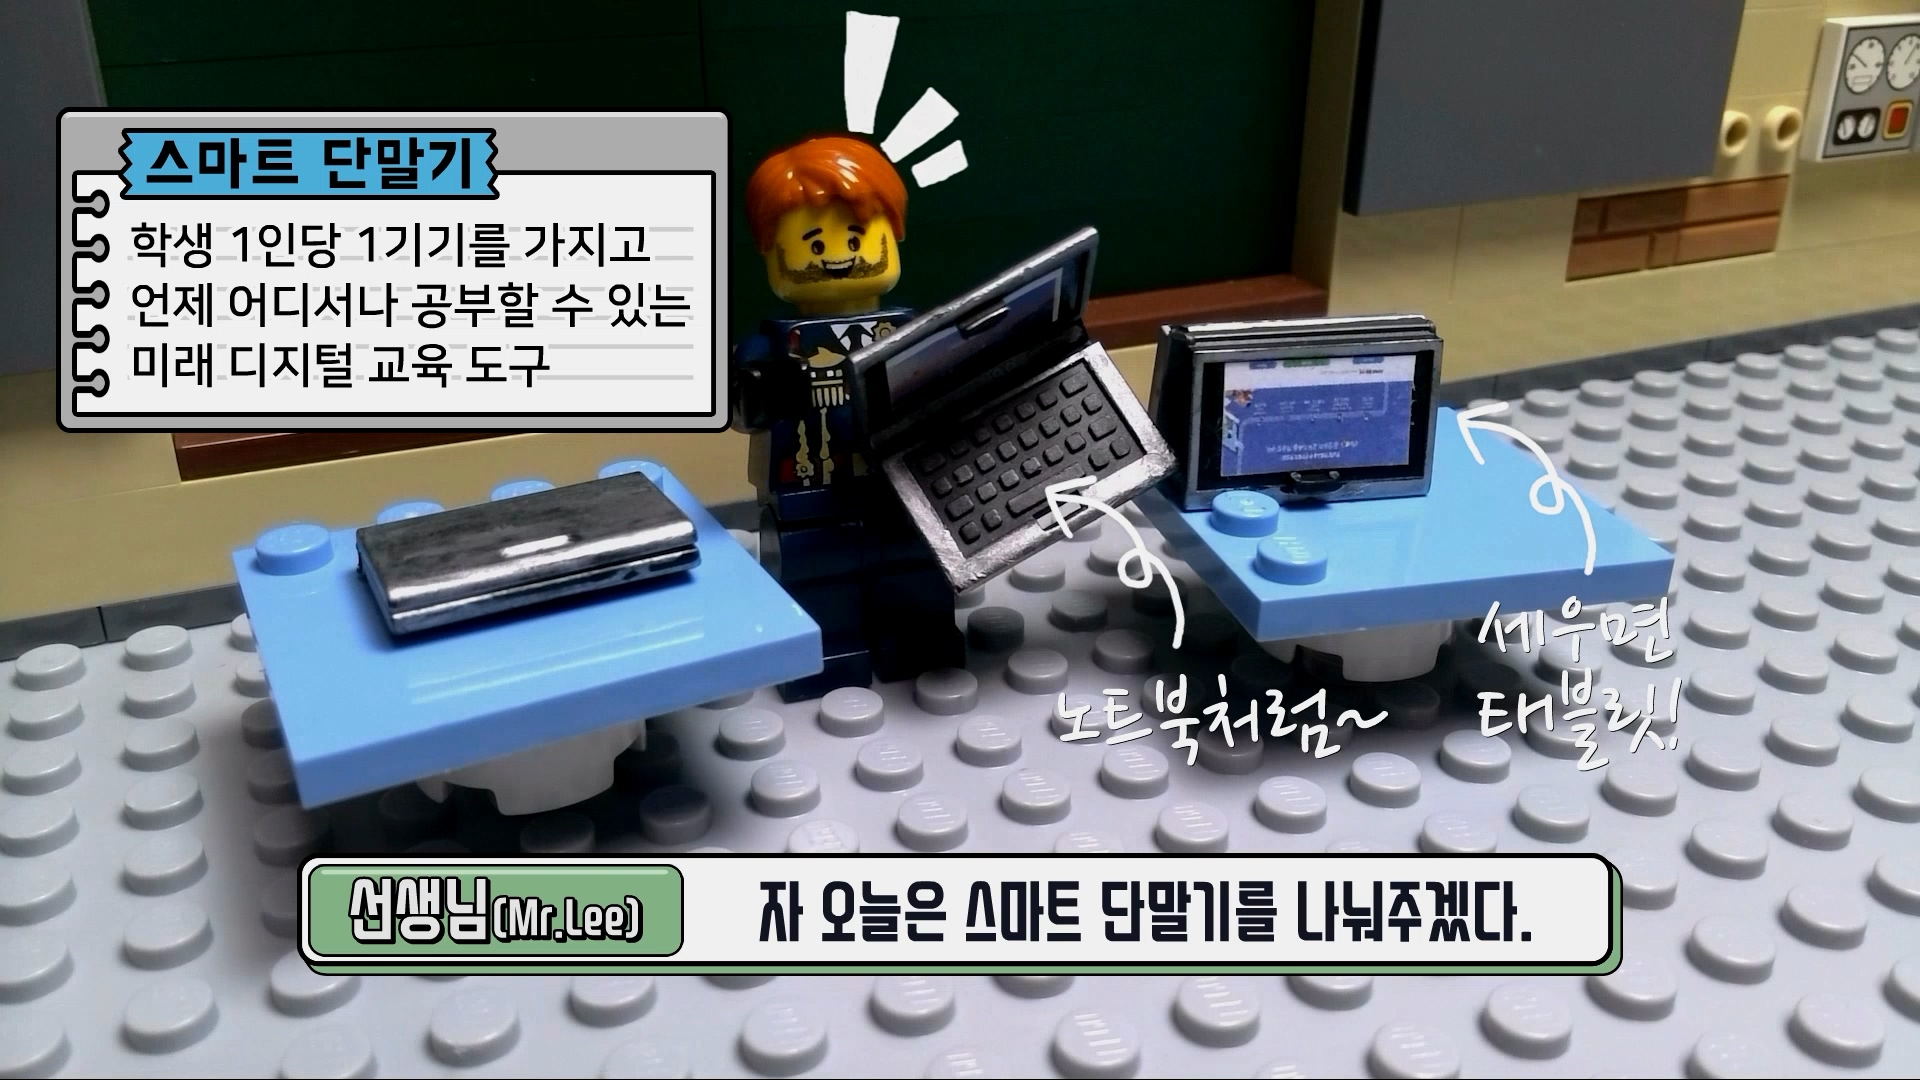 스마트 단말기
학생 1인당 1기기를 가지고
언제 어디서나 공부할 수 있는
미래 디지털 교육 도구
노트북처럼~
세우면
태블릿!
선생님(Mr.Lee)
자 오늘은 스마트 단말기를 나눠주겠다.